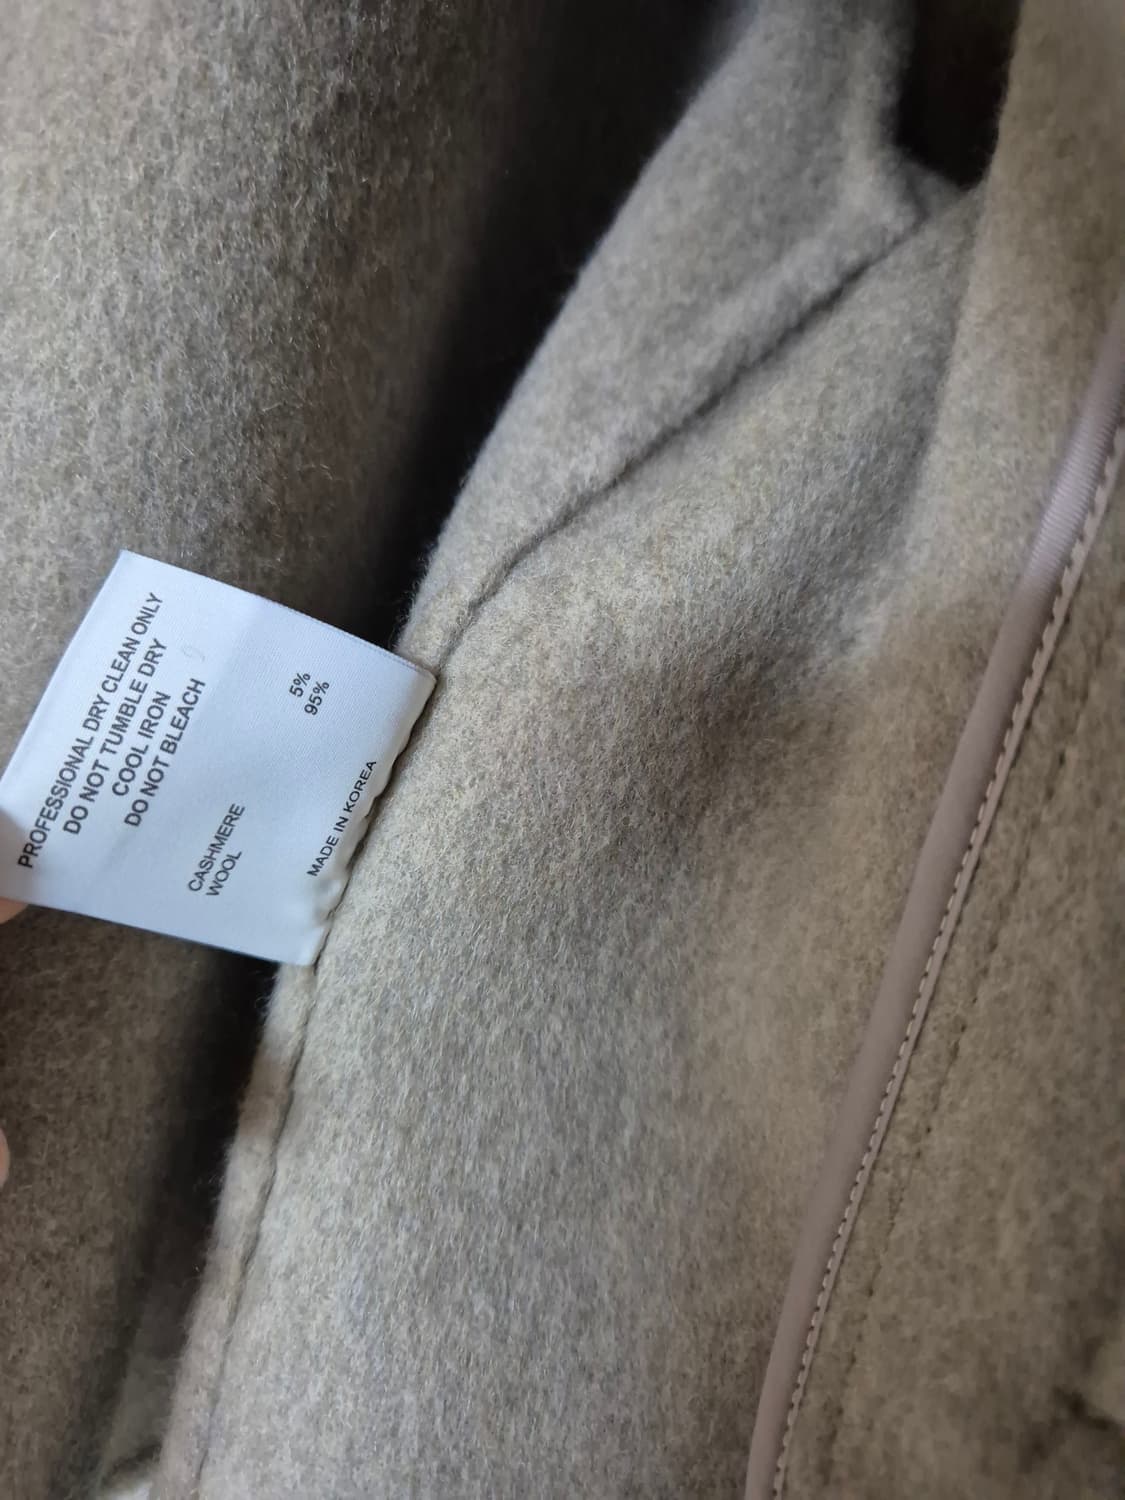 PROFESSIONAL DRY CLEAN ONLY
DO NOT TUMBLE DRY
COOL IRON
DO NOT BLEACH
CASHMERE 5%
WOOL 95%
MADE IN KOREA